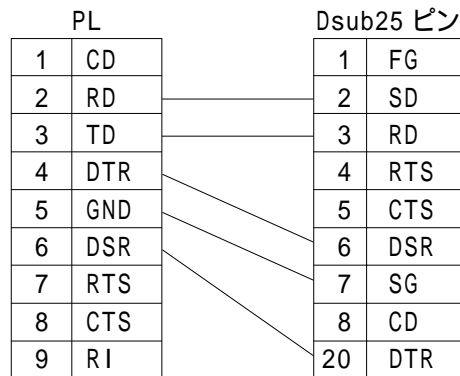 PL Dsub25 ピン
1 CD 1 FG
2 RD 2 SD
3 TD 3 RD
4 DTR 4 RTS
5 GND 5 CTS
6 DSR 6 DSR
7 RTS 7 SG
8 CTS 8 CD
9 RI 20 DTR